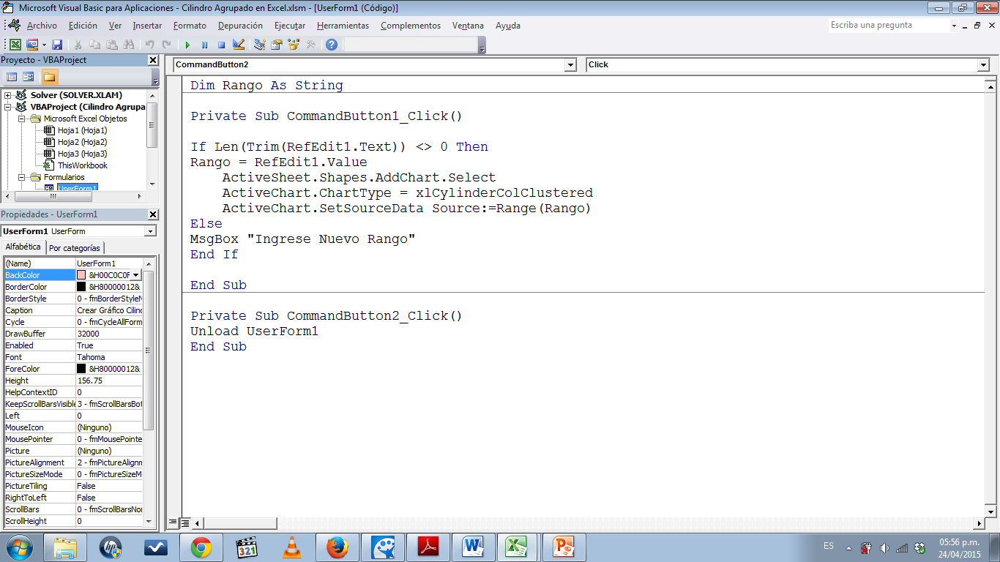 Microsoft Visual Basic para Aplicaciones - Cilindro Agrupado en Excel.xlsm - [UserForm1 (Código)]
Archivo Edición Ver Insertar Formato Depuración Ejecutar Herramientas Complementos Ventana Ayuda
Escriba una pregunta
Proyecto - VBAProject
Solver (SOLVER.XLAM)
VBAProject (Cilindro Agrupa
Microsoft Excel Objetos
Hoja1 (Hoja1)
Hoja2 (Hoja2)
Hoja3 (Hoja3)
ThisWorkbook
Formularios
UserForm1
Propiedades - UserForm1
UserForm1 UserForm
Alfabética Por categorías
(Name) UserForm1
BackColor &H00C0C0F
BorderColor &H80000012&
BorderStyle 0 - fmBorderStyleN
Caption Crear Gráfico Cilind
Cycle 0 - fmCycleAllForm
DrawBuffer 32000
Enabled True
Font Tahoma
ForeColor &H80000012&
Height 156.75
HelpContextID 0
KeepScrollBarsVisible 3 - fmScrollBarsBot
Left 0
MouseIcon (Ninguno)
MousePointer 0 - fmMousePointe
Picture (Ninguno)
PictureAlignment 2 - fmPictureAlignm
PictureSizeMode 0 - fmPictureSizeM
PictureTiling False
RightToLeft False
ScrollBars 0 - fmScrollBarsNon
ScrollHeight 0
CommandButton2 Click
Dim Rango As String
Private Sub CommandButton1_Click()
If Len(Trim(RefEdit1.Text)) <> 0 Then
Rango = RefEdit1.Value
ActiveSheet.Shapes.AddChart.Select
ActiveChart.ChartType = xlCylinderColClustered
ActiveChart.SetSourceData Source:=Range(Rango)
Else
MsgBox "Ingrese Nuevo Rango"
End If
End Sub
Private Sub CommandButton2_Click()
Unload UserForm1
End Sub
hp
321
ES
05:56 p.m.
24/04/2015